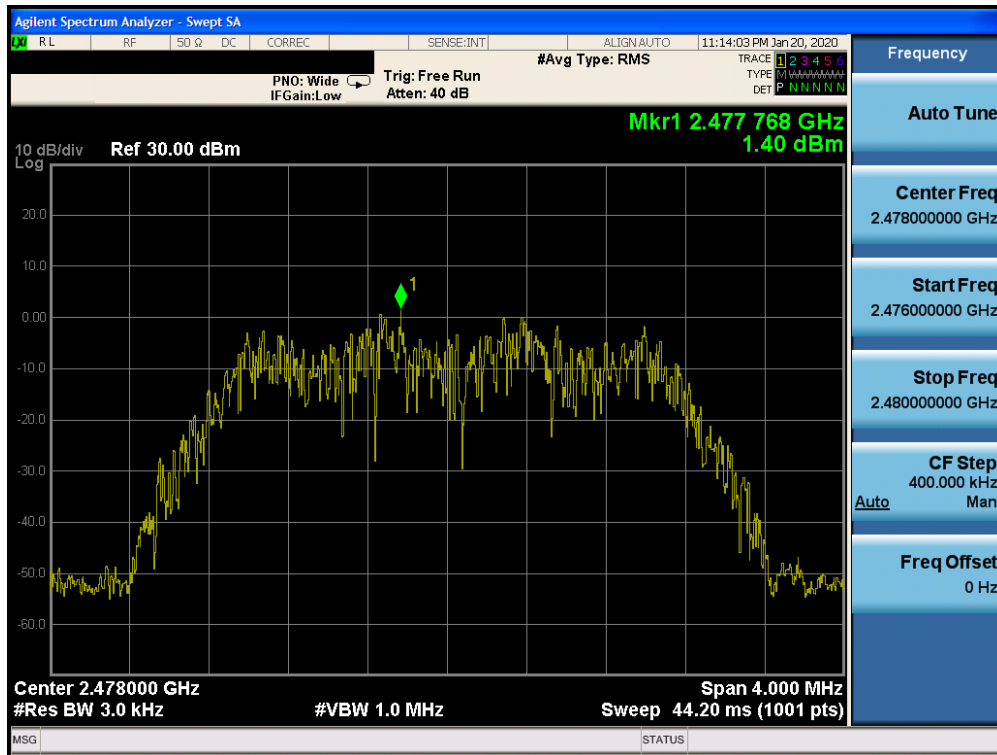 Agilent Spectrum Analyzer - Swept SA
LXI RL RF 50 Ω DC CORREC SENSE:INT ALIGN AUTO 11:14:03 PM Jan 20, 2020
Frequency
#Avg Type: RMS
TRACE 1 2 3 4 5 6
PNO: Wide Trig: Free Run
TYPE M
IFGain:Low Atten: 40 dB
DET P N N N N N
Auto Tune
Mkr1 2.477 768 GHz
1.40 dBm
10 dB/div Ref 30.00 dBm
Log
Center Freq
2.478000000 GHz
20.0
10.0
Start Freq
2.476000000 GHz
1
0.00
-10.0
Stop Freq
2.480000000 GHz
-20.0
-30.0
CF Step
400.000 kHz
Auto Man
-40.0
-50.0
Freq Offset
0 Hz
-60.0
Center 2.478000 GHz Span 4.000 MHz
#Res BW 3.0 kHz #VBW 1.0 MHz Sweep 44.20 ms (1001 pts)
MSG STATUS